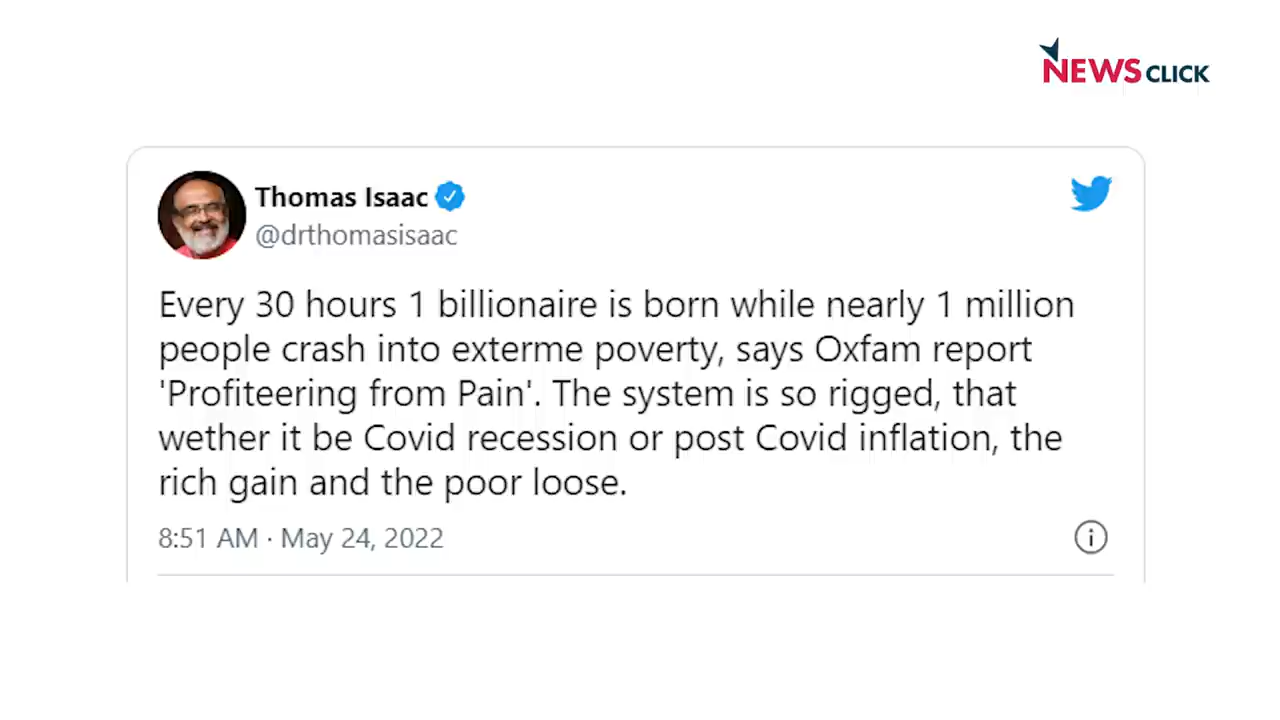 NEWS CLICK
Thomas Isaac
@drthomasisaac
Every 30 hours 1 billionaire is born while nearly 1 million
people crash into exterme poverty, says Oxfam report
'Profiteering from Pain'. The system is so rigged, that
wether it be Covid recession or post Covid inflation, the
rich gain and the poor loose.
8:51 AM · May 24, 2022